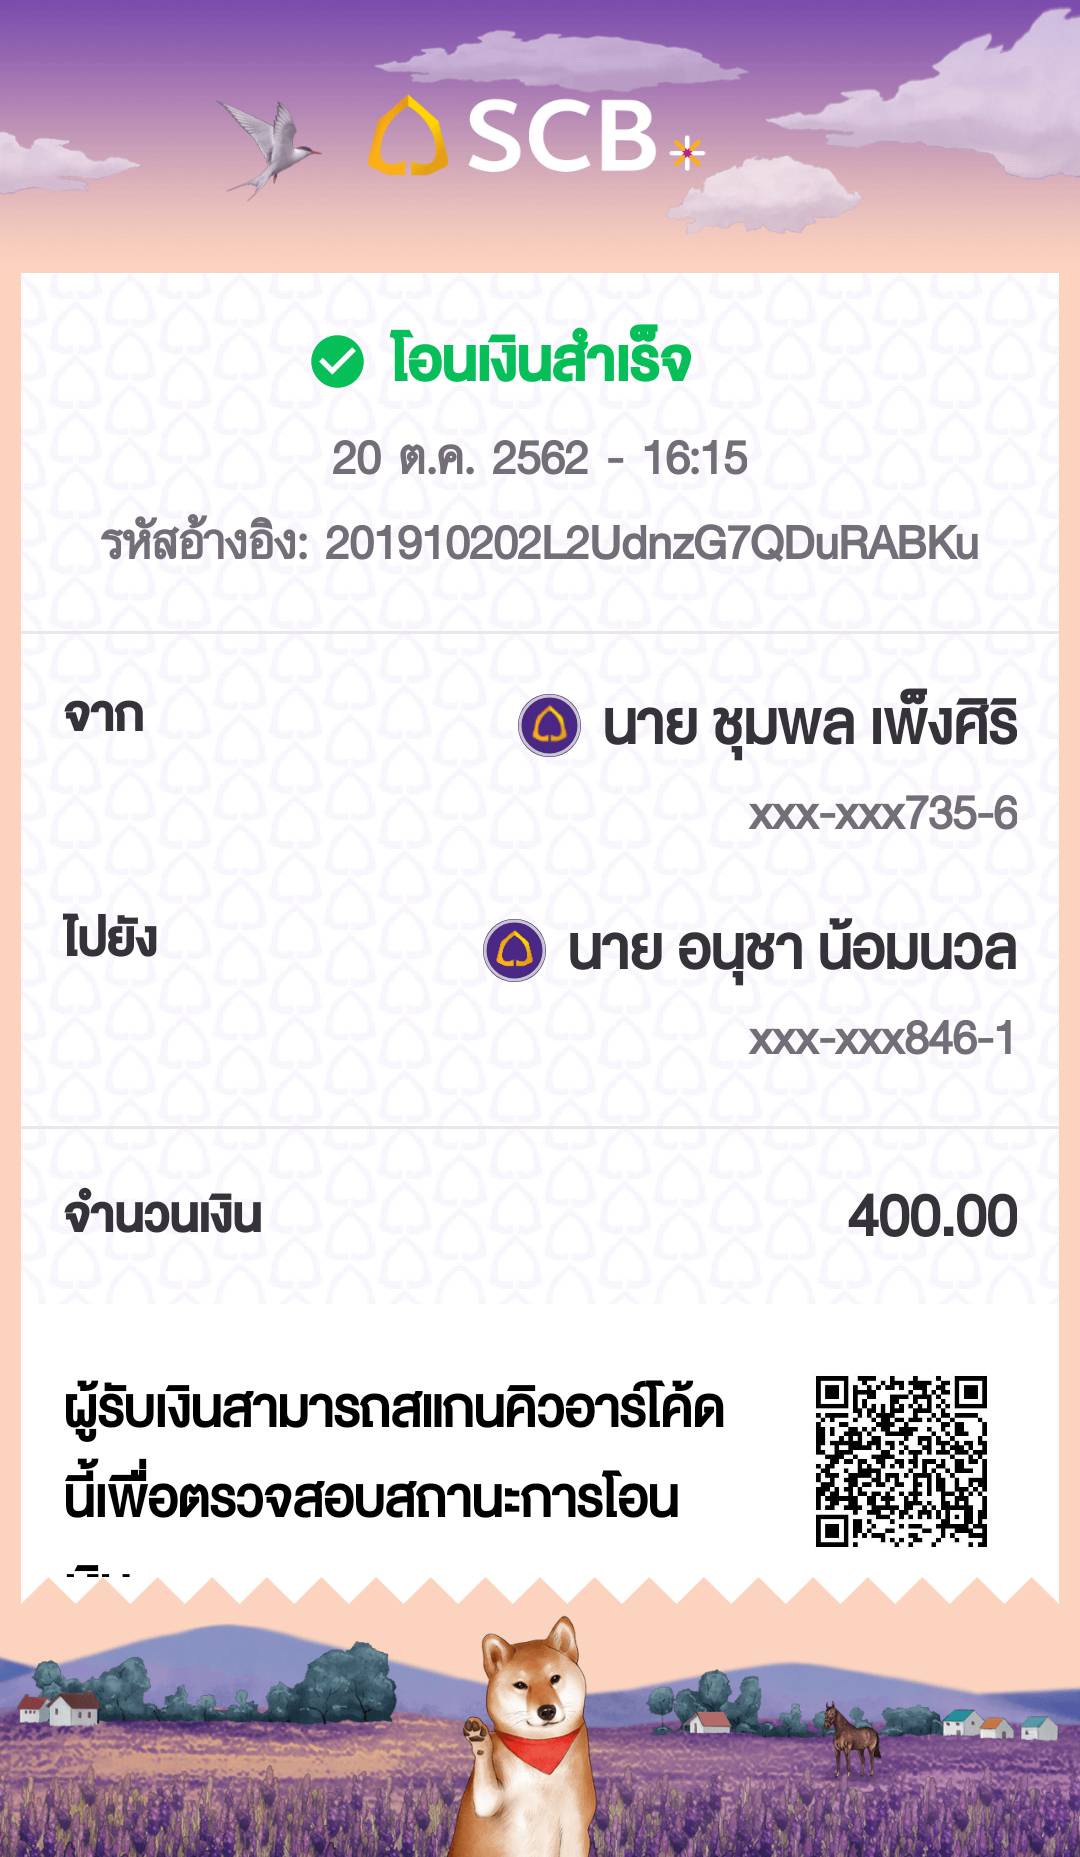 SCB
โอนเงินสำเร็จ
20 ต.ค. 2562 - 16:15
รหัสอ้างอิง: 201910202L2UdnzG7QDuRABKu
จาก
นาย ชุมพล เพ็งศิริ
xxx-xxx735-6
ไปยัง
นาย อนุชา น้อมนวล
xxx-xxx846-1
จำนวนเงิน
400.00
ผู้รับเงินสามารถสแกนคิวอาร์โค้ด
นี้เพื่อตรวจสอบสถานะการโอน